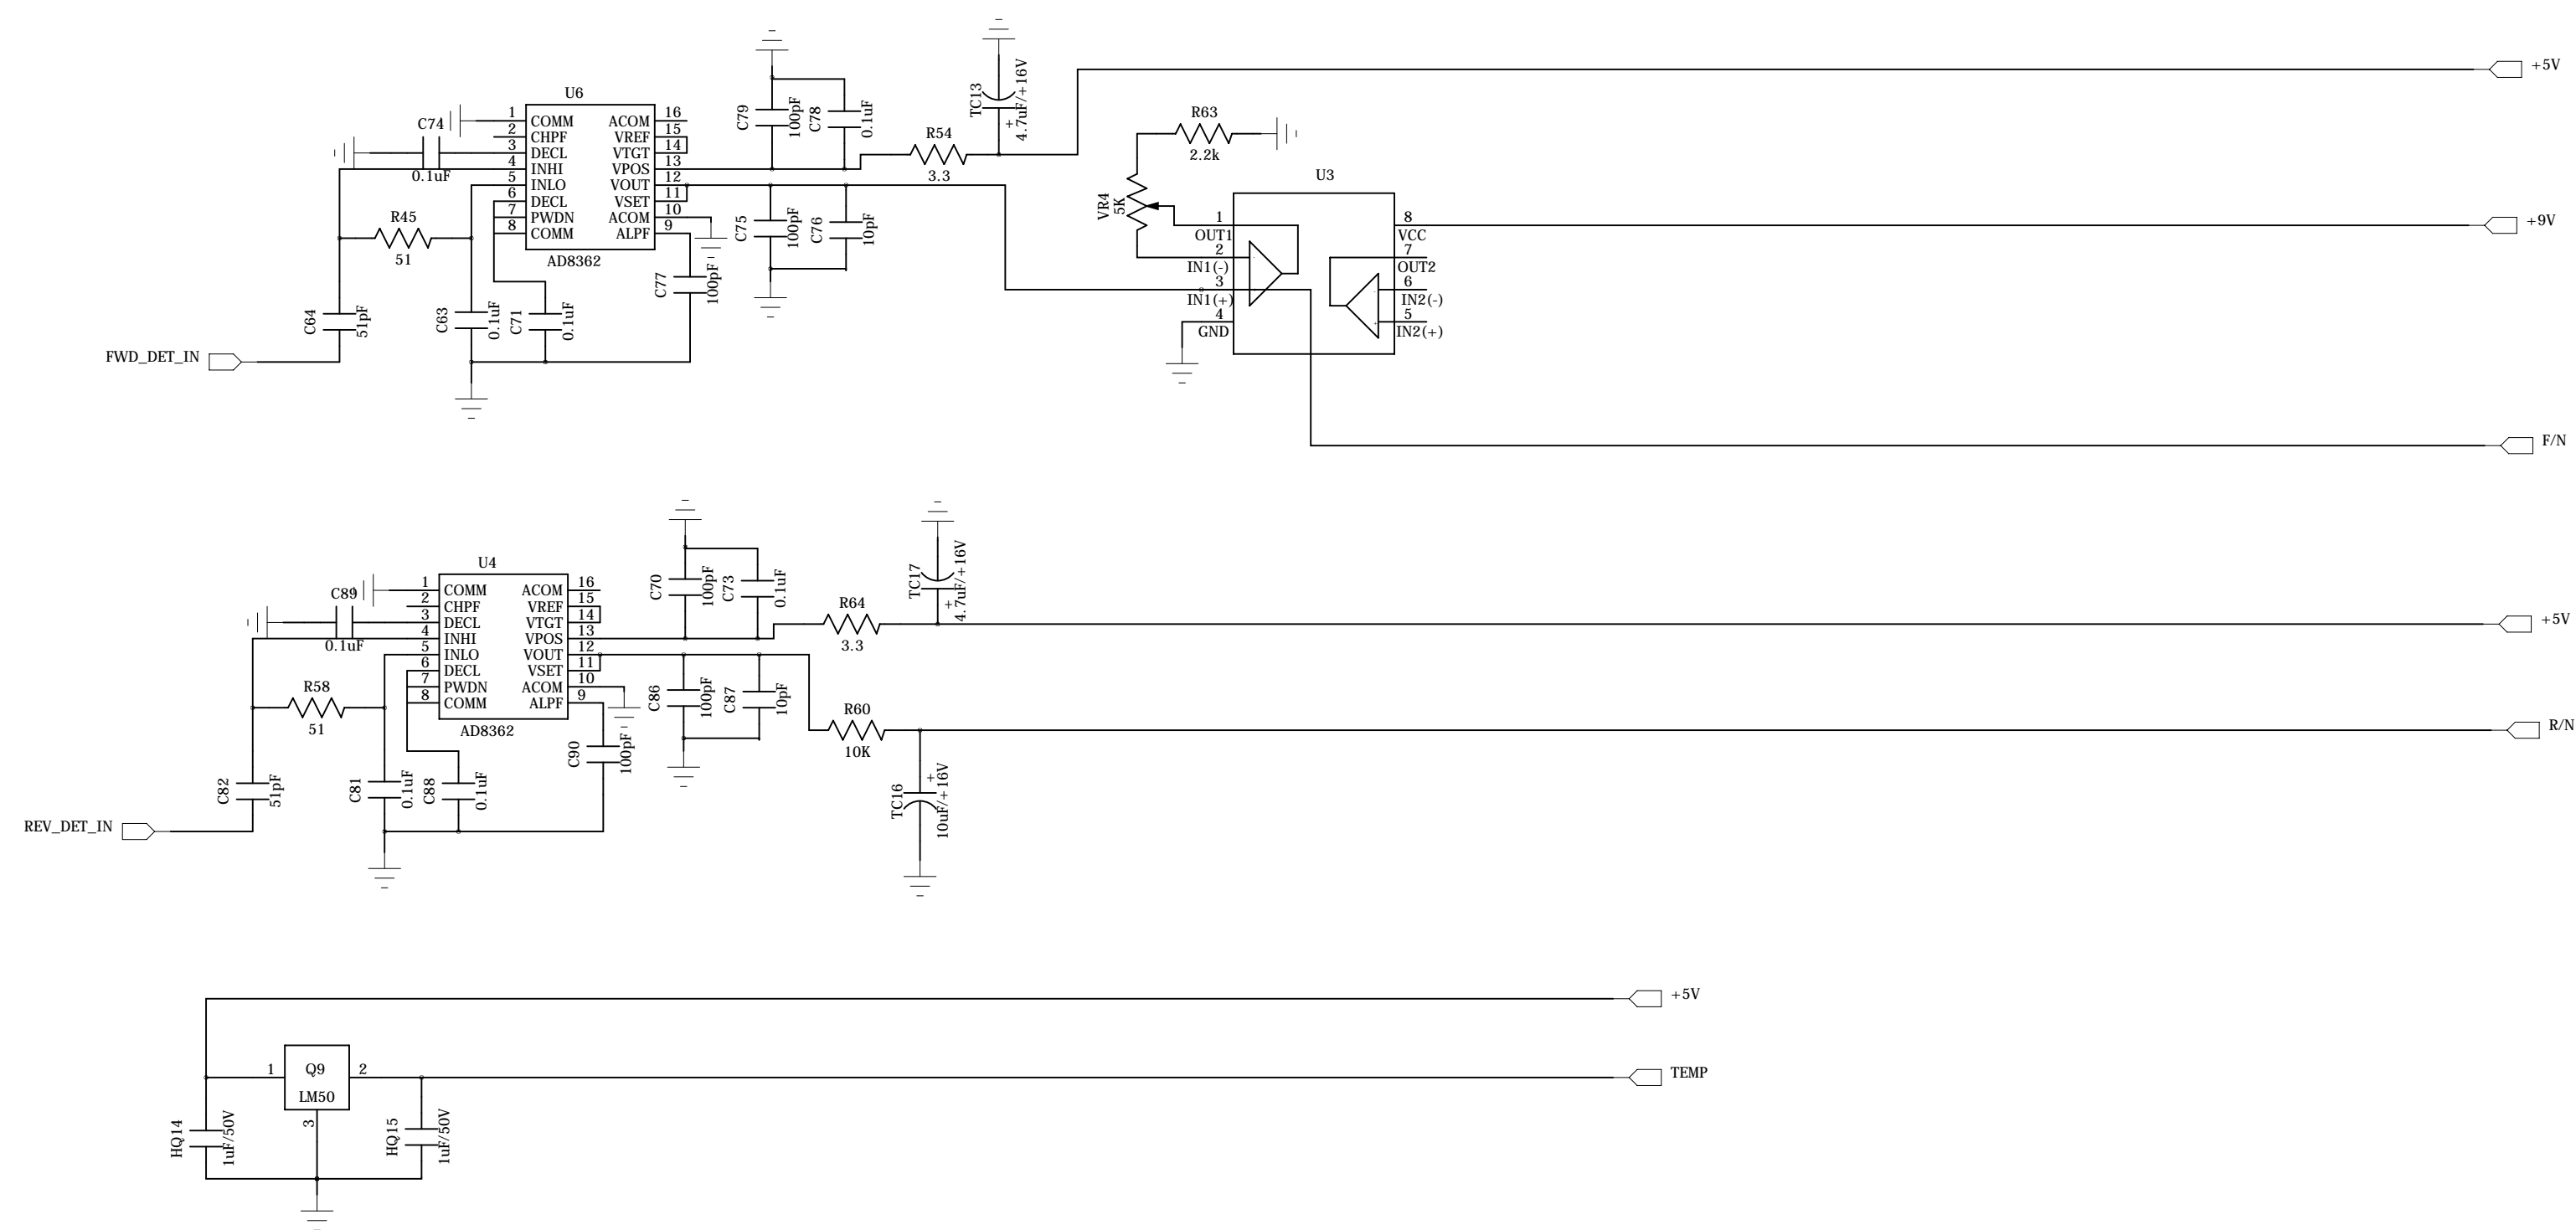 +5V
TC13
4.7uF/+16V
+
C79
100pF
C78
0.1uF
R54
3.3
U6
C74
0.1uF
1 COMM ACOM 16
2 CHPF VREF 15
3 DECL VTGT 14
4 INHI VPOS 13
5 INLO VOUT 12
6 DECL VSET 11
7 PWDN ACOM 10
8 COMM ALPF 9
AD8362
R45
51
C64
51pF
C63
0.1uF
C71
0.1uF
C77
100pF
C75
100pF
C76
10pF
FWD_DET_IN
R63
2.2k
VR4
5K
U3
1 8
OUT1 VCC
2 7
IN1(-) OUT2
3 6
IN1(+) IN2(-)
4 5
GND IN2(+)
+9V
F/N
TC17
4.7uF/+16V
+
C70
100pF
C73
0.1uF
R64
3.3
+5V
U4
C89
0.1uF
1 COMM ACOM 16
2 CHPF VREF 15
3 DECL VTGT 14
4 INHI VPOS 13
5 INLO VOUT 12
6 DECL VSET 11
7 PWDN ACOM 10
8 COMM ALPF 9
AD8362
R58
51
C82
51pF
C81
0.1uF
C88
0.1uF
C90
100pF
C86
100pF
C87
10pF
R60
10K
R/N
TC16
10uF/+16V
+
REV_DET_IN
+5V
1 Q9 2
LM50
3
TEMP
HQ14
1uF/50V
HQ15
1uF/50V